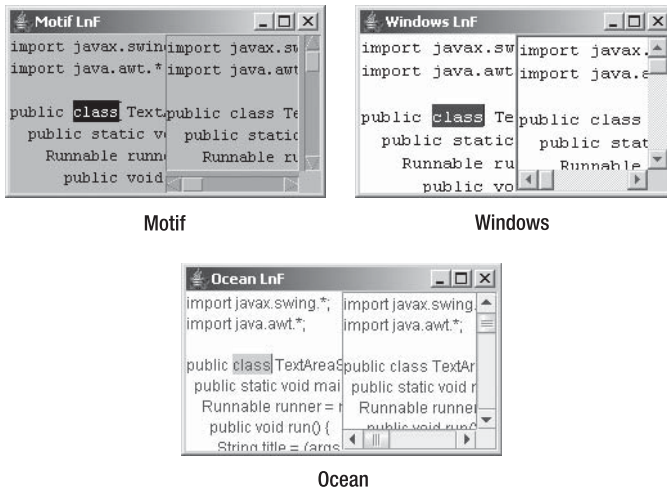 Motif LnF
import javax.swin
import java.awt.*
public class Text
public static v
Runnable runn
public void
import javax.sw
import java.awt
public class Te
public static
Runnable ru
Motif
Windows LnF
import javax.sw
import java.awt
public class Te
public static
Runnable ru
public vo
import javax.
import java.a
public class
public stat
Runnable
Windows
Ocean LnF
import javax.swing.*;
import java.awt.*;
public class TextAreaS
public static void mai
Runnable runner = r
public void run() {
String title = (args
import javax.swing.
import java.awt.*;
public class TextAr
public static void r
Runnable runner
public void run(
Ocean